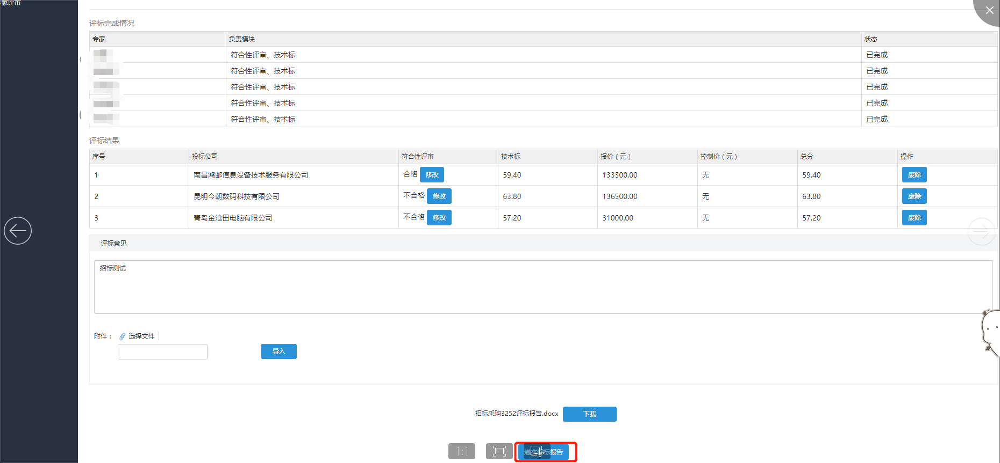 专家评审
评标完成情况
专家 负责模块 状态
符合性评审、技术标 已完成
符合性评审、技术标 已完成
符合性评审、技术标 已完成
符合性评审、技术标 已完成
符合性评审、技术标 已完成
评标结果
序号 投标公司 符合性评审 技术标 报价（元） 控制价（元） 总分 操作
1 南昌鸿邮信息设备技术服务有限公司 合格 修改 59.40 133300.00 无 59.40 废除
2 昆明今朝数码科技有限公司 不合格 修改 63.80 136500.00 无 63.80 废除
3 青岛金沧田电脑有限公司 不合格 修改 57.20 31000.00 无 57.20 废除
评标意见
招标测试
附件： 选择文件
导入
招标采购3252评标报告.docx 下载
1:1 报告